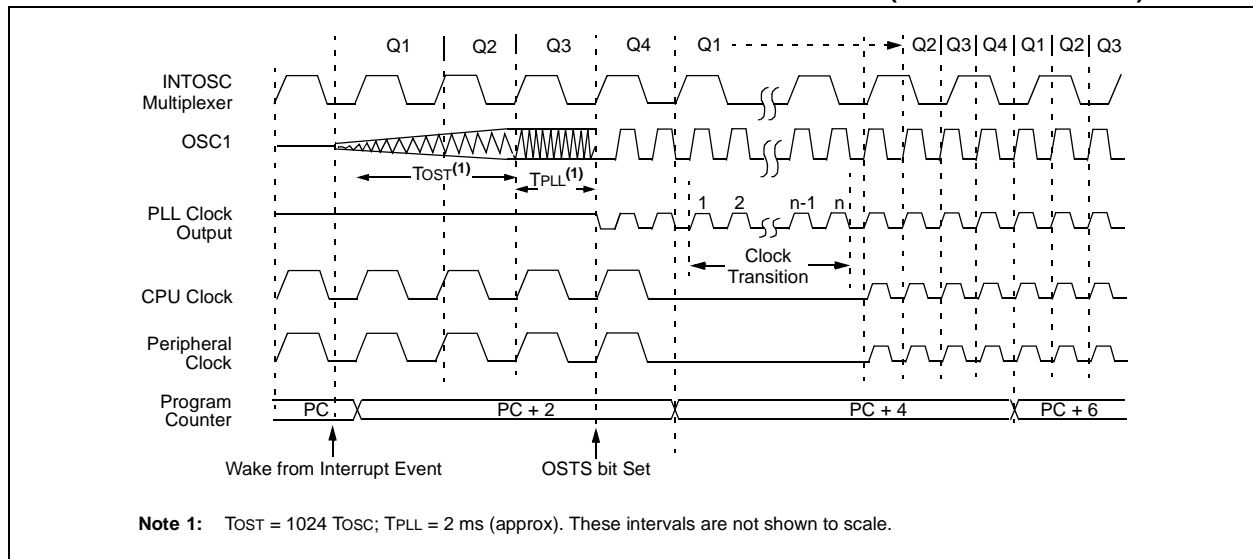 Q1 Q2 Q3 Q4 Q1 Q2 Q3 Q4 Q1 Q2 Q3
INTOSC
Multiplexer
OSC1
TOST(1)
TPLL(1)
1 2 n-1 n
PLL Clock
Output
Clock
Transition
CPU Clock
Peripheral
Clock
Program
Counter
PC PC + 2 PC + 4 PC + 6
Wake from Interrupt Event OSTS bit Set
Note 1: TOST = 1024 TOSC; TPLL = 2 ms (approx). These intervals are not shown to scale.